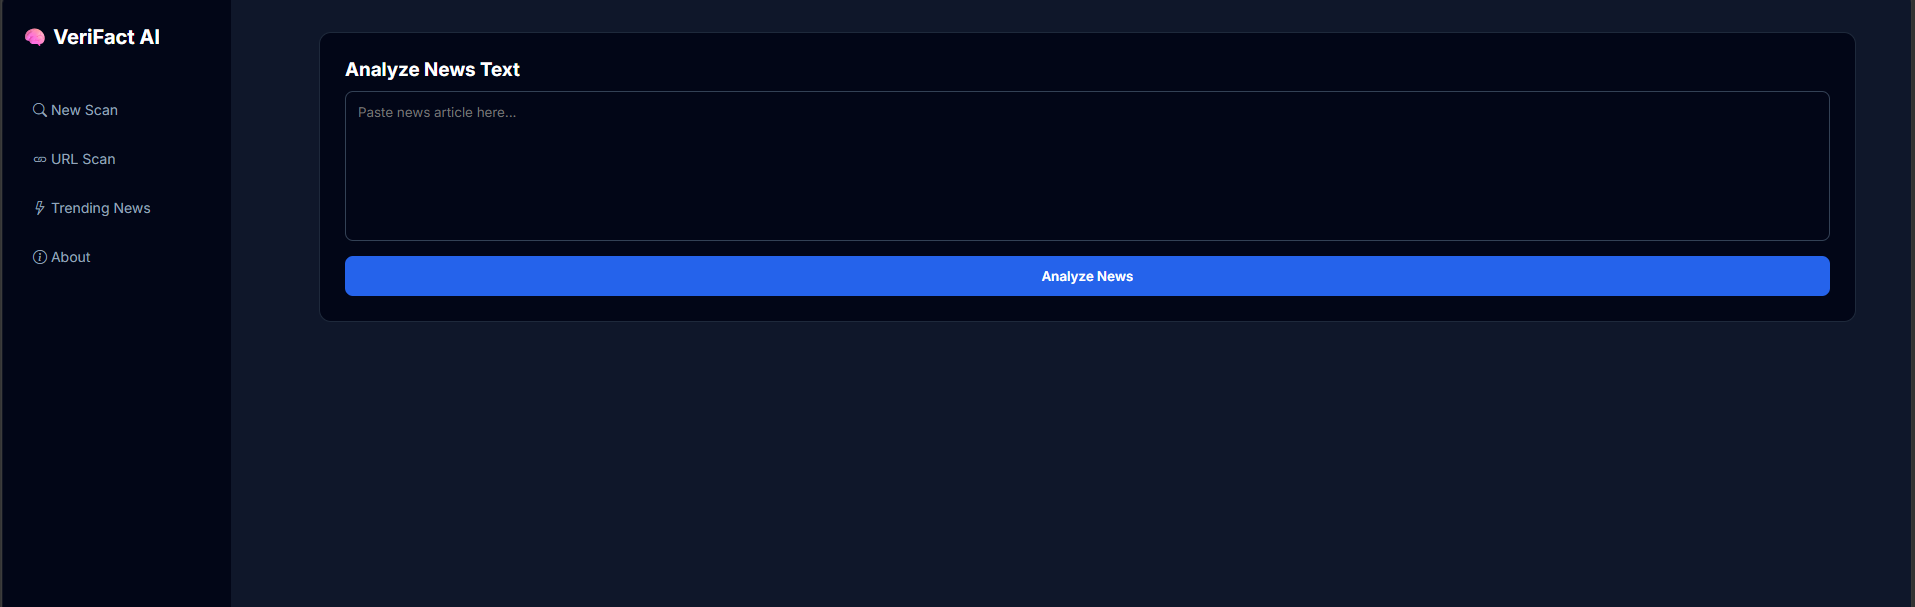 VeriFact AI
New Scan
URL Scan
Trending News
About
Analyze News Text
Paste news article here...
Analyze News